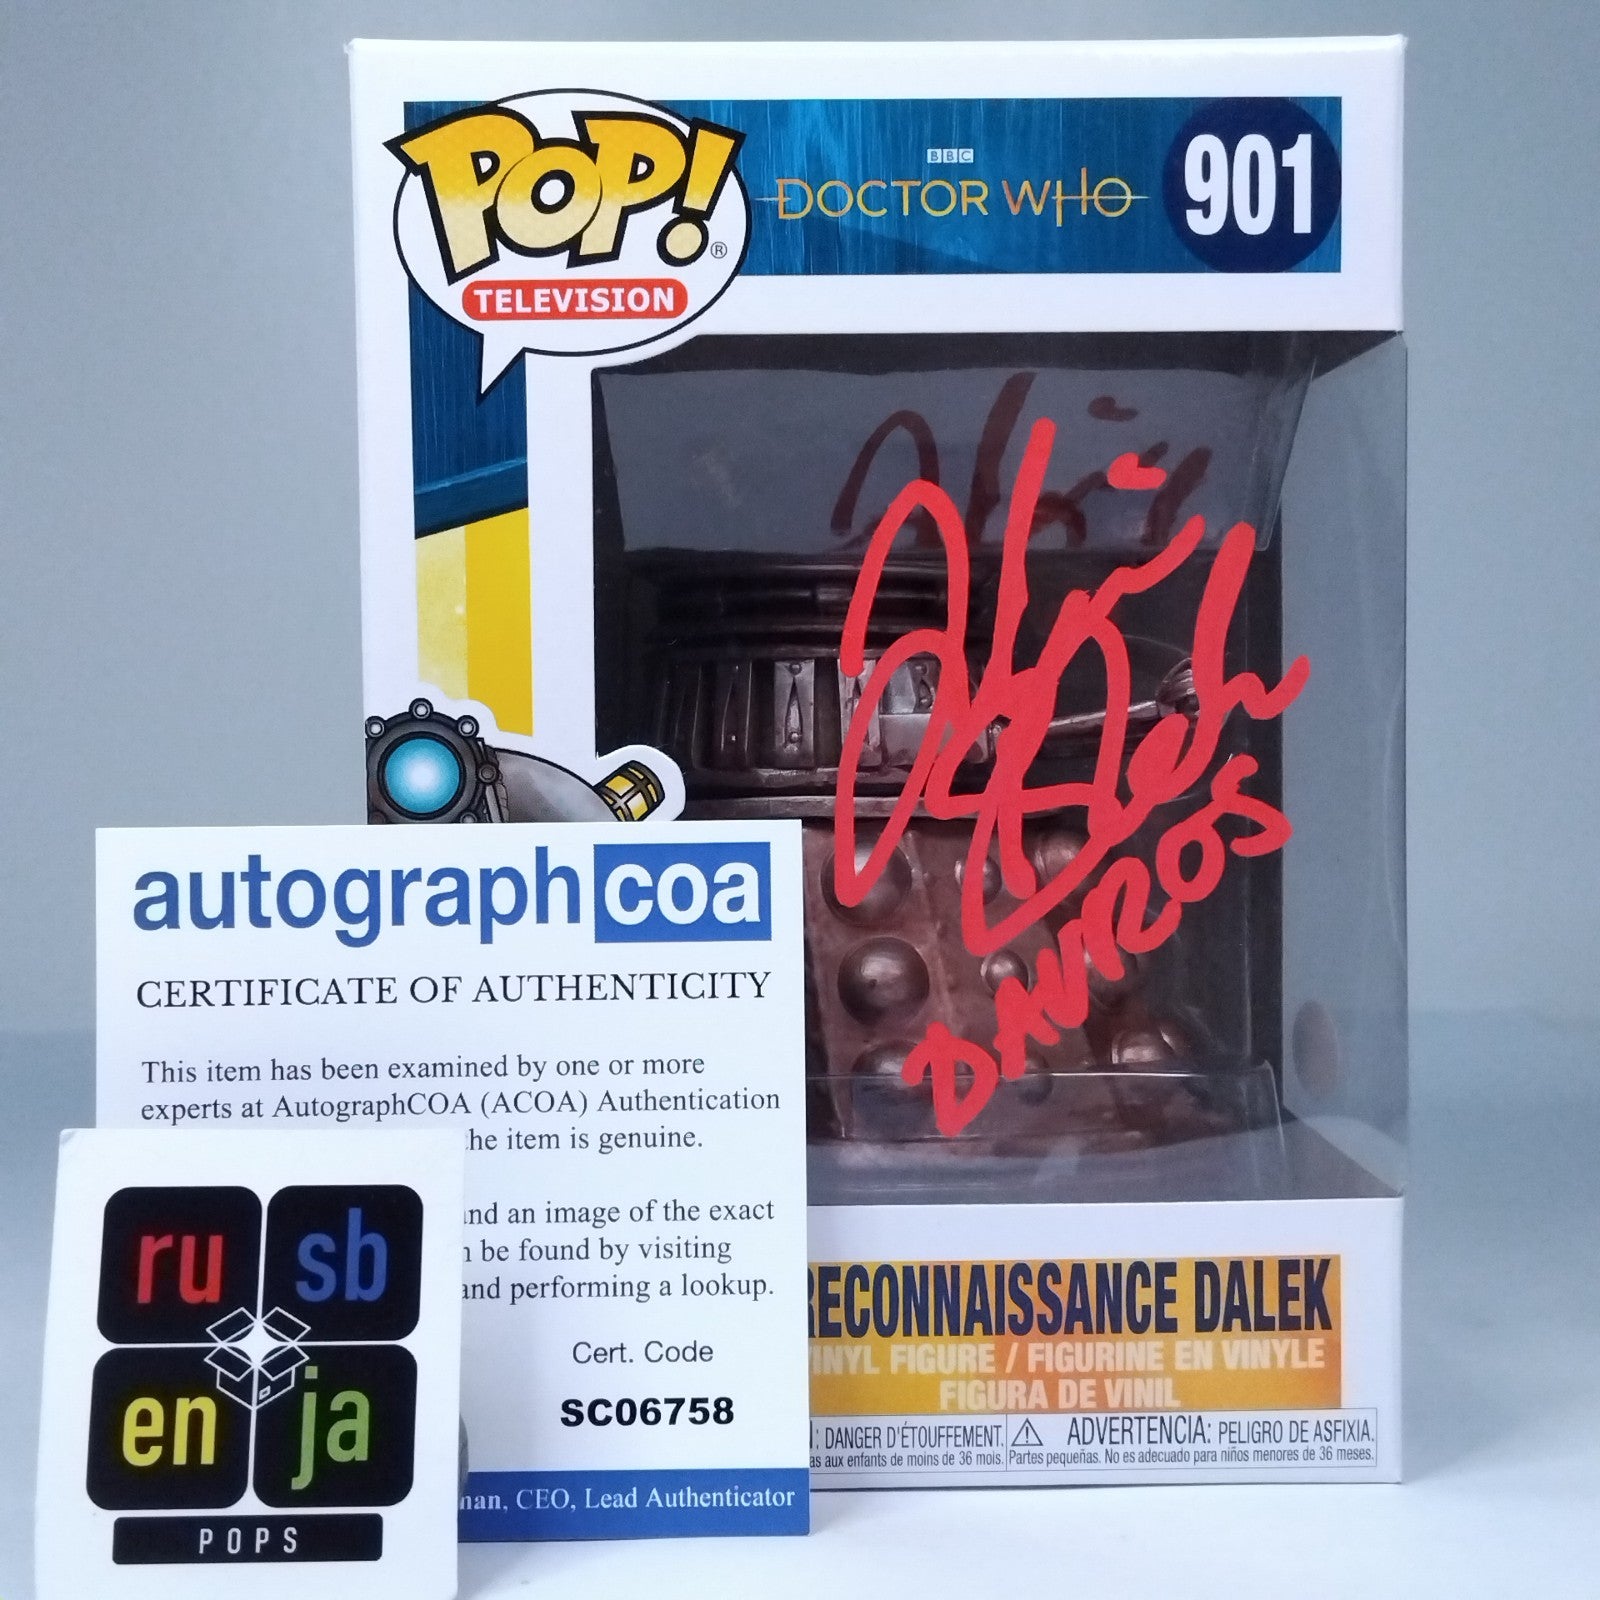 POP!®
TELEVISION
BBC
DOCTOR WHO
901
DAVROS
autograph coa
CERTIFICATE OF AUTHENTICITY
This item has been examined by one or more
experts at AutographCOA (ACOA) Authentication
the item is genuine.
and an image of the exact
be found by visiting
and performing a lookup.
Cert. Code
SC06758
CEO, Lead Authenticator
ru sb
en ja
POPS
RECONNAISSANCE DALEK
VINYL FIGURE / FIGURINE EN VINYLE
FIGURA DE VINIL
: DANGER D'ÉTOUFFEMENT.
as aux enfants de moins de 36 mois.
ADVERTENCIA: PELIGRO DE ASFIXIA.
Partes pequeñas. No es adecuado para niños menores de 36 meses.